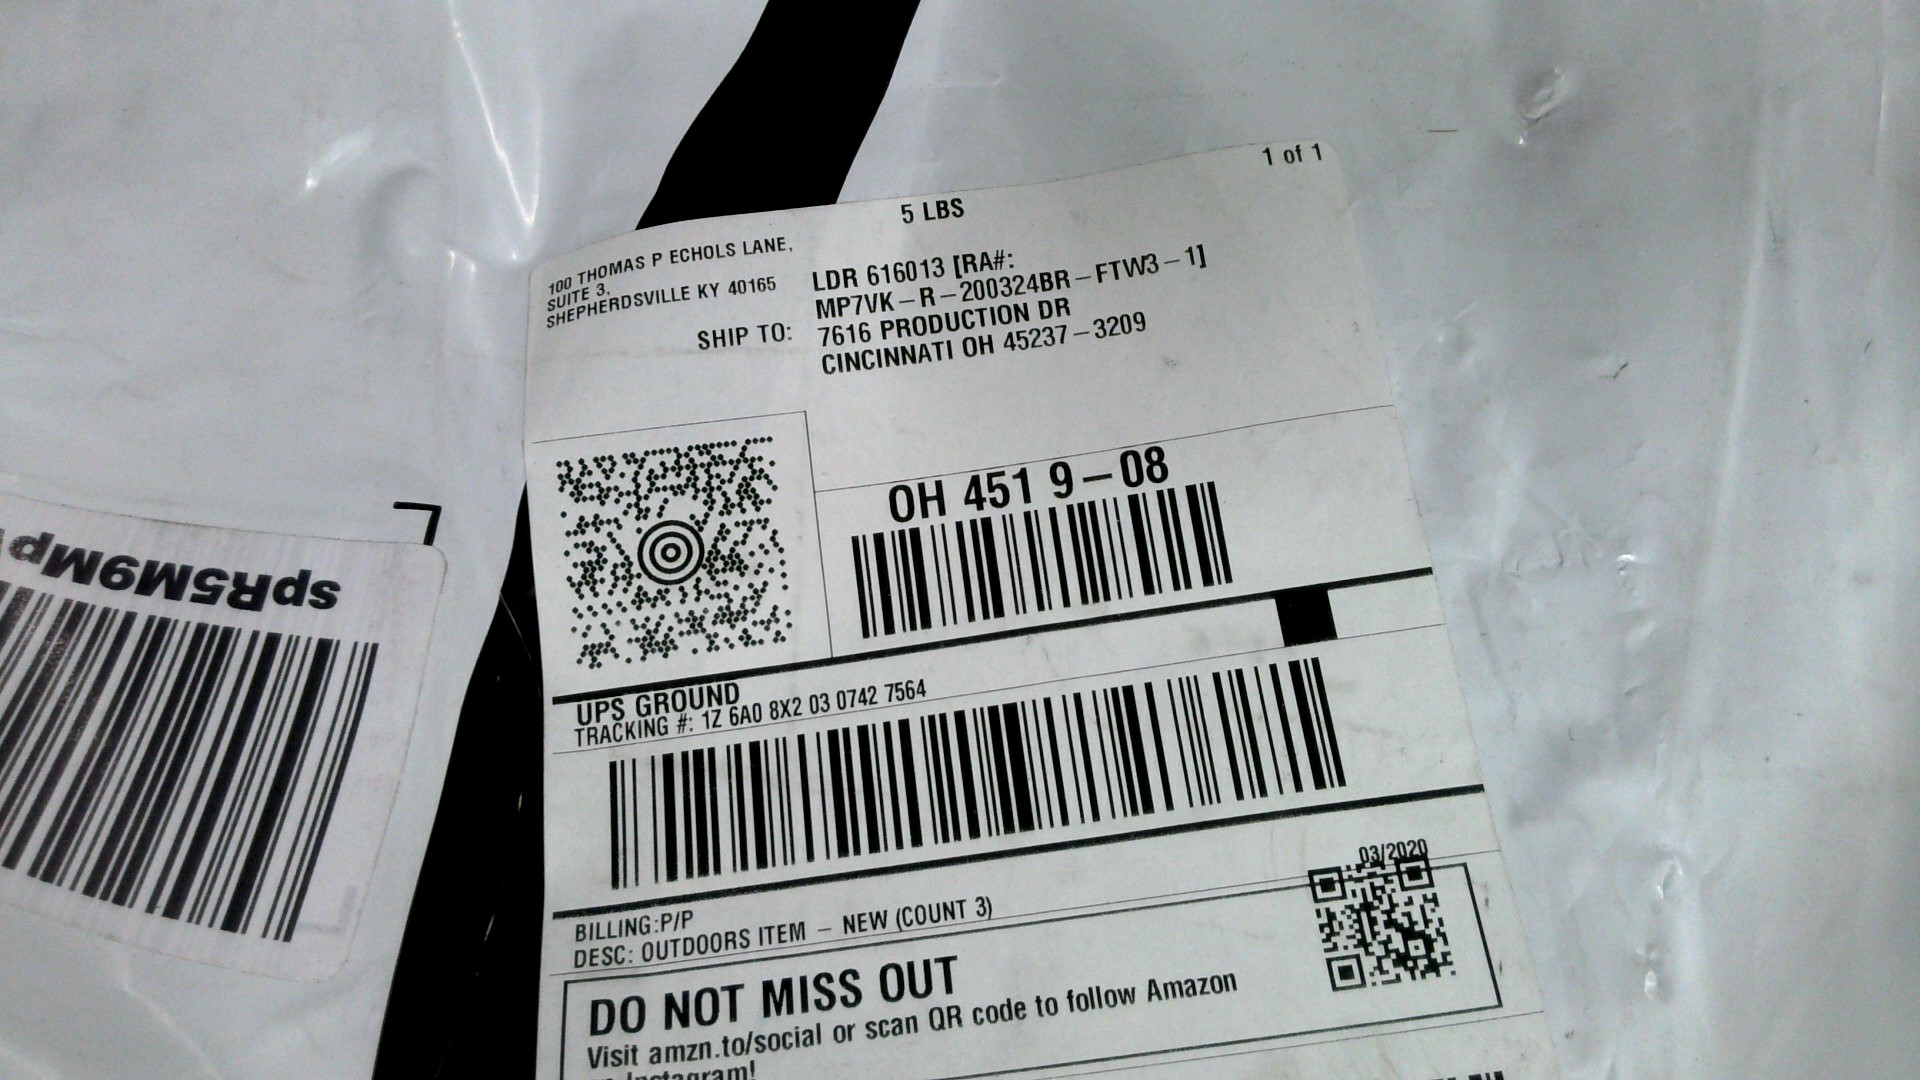 1 of 1
5 LBS
100 THOMAS P ECHOLS LANE,
SUITE 3,
SHEPHERDSVILLE KY 40165
SHIP TO:
LDR 616013 [RA#:
MP7VK-R-200324BR-FTW3-1]
7616 PRODUCTION DR
CINCINNATI OH 45237-3209
OH 451 9-08
UPS GROUND
TRACKING #: 1Z 6A0 8X2 03 0742 7564
03/2020
BILLING:P/P
DESC: OUTDOORS ITEM - NEW (COUNT 3)
DO NOT MISS OUT
Visit amzn.to/social or scan QR code to follow Amazon
Instagram!
spR5M9Mp